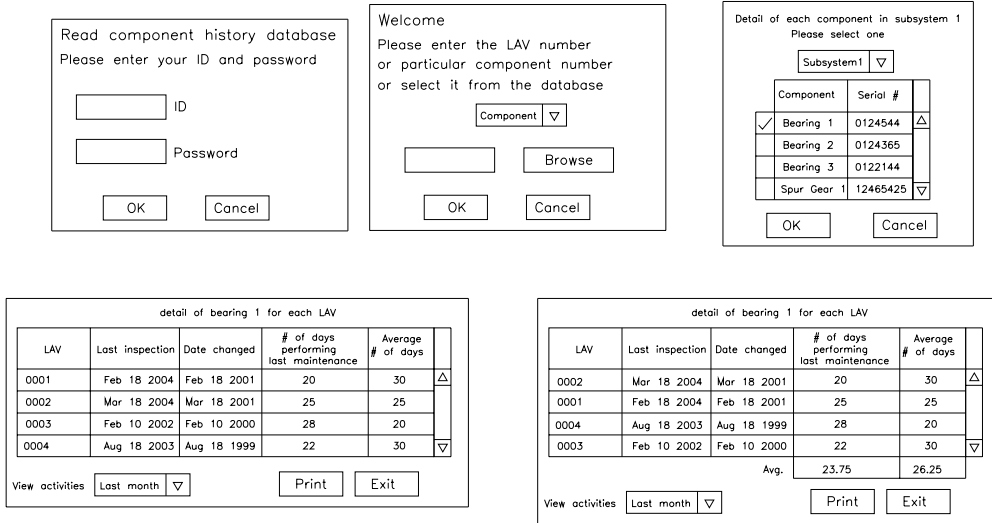 Read component history database
Please enter your ID and password
ID
Password
OK Cancel
Welcome
Please enter the LAV number
or particular component number
or select it from the database
Component
Browse
OK Cancel
Detail of each component in subsystem 1
Please select one
Subsystem1
Component Serial #
Bearing 1 0124544
Bearing 2 0124365
Bearing 3 0122144
Spur Gear 1 12465425
OK Cancel
detail of bearing 1 for each LAV
LAV Last inspection Date changed # of days performing last maintenance Average # of days
0001 Feb 18 2004 Feb 18 2001 20 30
0002 Mar 18 2004 Mar 18 2001 25 25
0003 Feb 10 2002 Feb 10 2000 28 20
0004 Aug 18 2003 Aug 18 1999 22 30
View activities Last month Print Exit
detail of bearing 1 for each LAV
LAV Last inspection Date changed # of days performing last maintenance Average # of days
0002 Mar 18 2004 Mar 18 2001 20 30
0001 Feb 18 2004 Feb 18 2001 25 25
0004 Aug 18 2003 Aug 18 1999 28 20
0003 Feb 10 2002 Feb 10 2000 22 30
Avg. 23.75 26.25
View activities Last month Print Exit